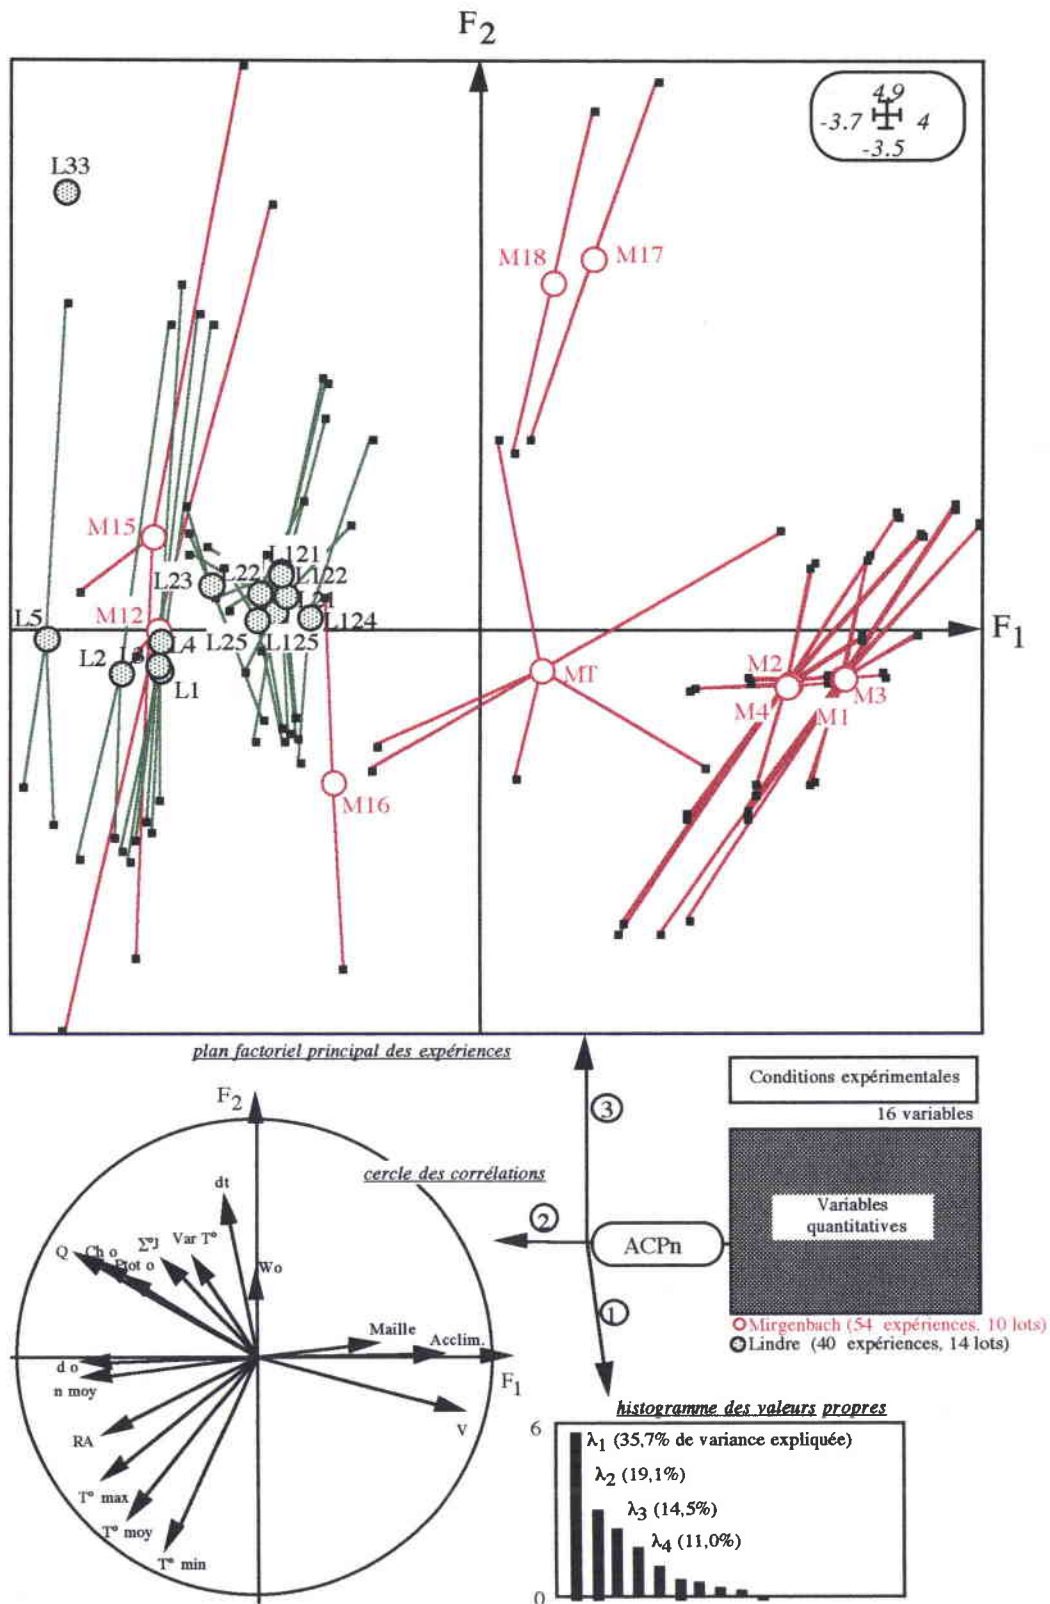 F2
4.9
-3.7 4
-3.5
L33
M18 M17
M15
L121
L23 L22 L122
L21
L5 M12 L124
L4 L25 L125
L2 L3
L1
MT
M2
M3
M4 M1
M16
F1
plan factoriel principal des expériences
Conditions expérimentales
16 variables
F2
3
cercle des corrélations
dt
2
Variables
quantitatives
ACPn
Q Ch o Ptot o Σ°J Var T°
Wo
1
Maille
Acclim.
Mirgenbach (54 expériences, 10 lots)
Lindre (40 expériences, 14 lots)
d o
n moy
F1
V
RA
T° max
T° moy
T° min
histogramme des valeurs propres
6
λ1 (35,7% de variance expliquée)
λ2 (19,1%)
λ3 (14,5%)
λ4 (11,0%)
0